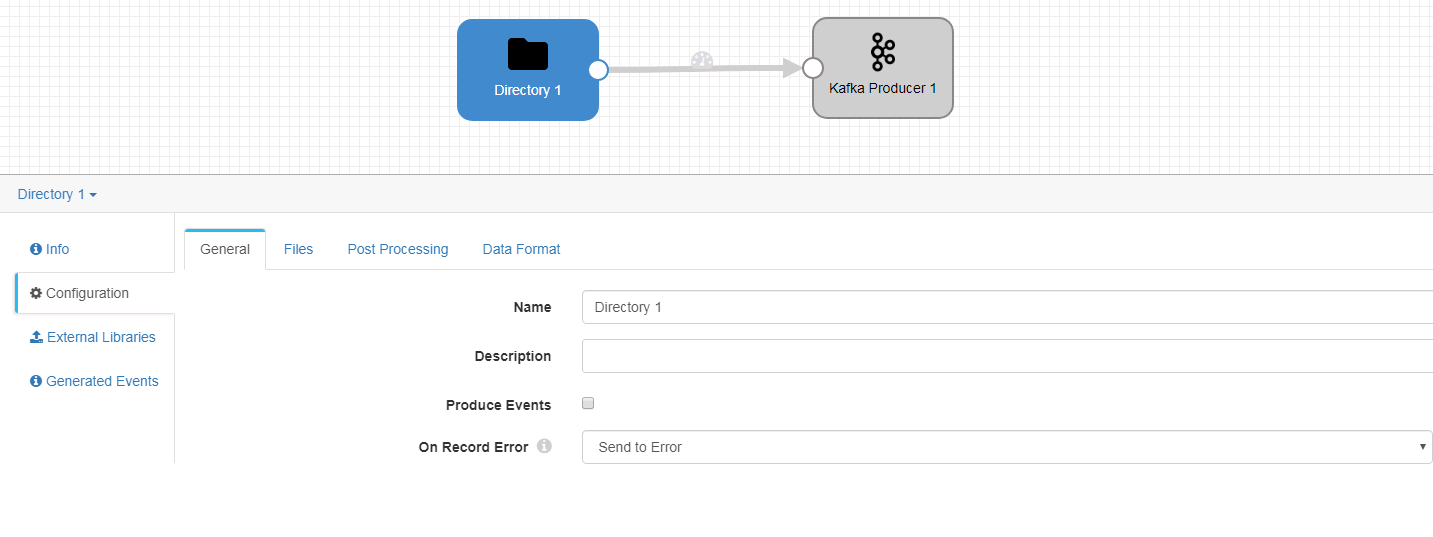 Directory 1
Kafka Producer 1
Directory 1
Info
Configuration
External Libraries
Generated Events
General Files Post Processing Data Format
Name Directory 1
Description
Produce Events
On Record Error Send to Error